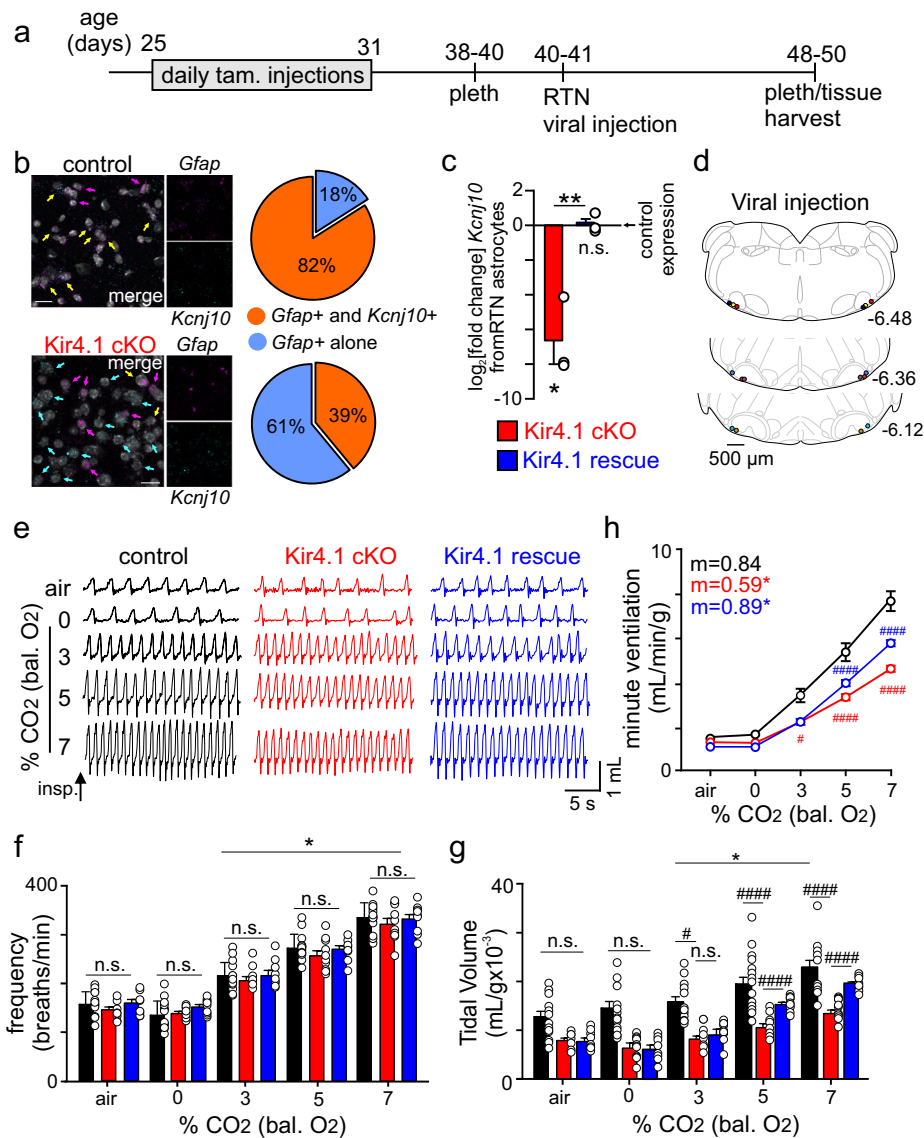 a
age
(days)
25
31
38-40
40-41
48-50
daily tam. injections
pleth
RTN
viral injection
pleth/tissue
harvest
b
control
Gfap
merge
Kcnj10
18%
82%
Gfap+ and Kcnj10+
Gfap+ alone
Kir4.1 cKO
merge
Gfap
Kcnj10
61%
39%
c
log2[fold change] Kcnj10
fromRTN astrocytes
2
0
-10
**
n.s.
*
control
expression
Kir4.1 cKO
Kir4.1 rescue
d
Viral injection
-6.48
-6.36
-6.12
500 µm
e
control
Kir4.1 cKO
Kir4.1 rescue
% CO2 (bal. O2)
air
0
3
5
7
insp.
5 s
1 mL
h
minute ventilation
(mL/min/g)
10
5
0
m=0.84
m=0.59*
m=0.89*
####
####
####
####
#
air
0
3
5
7
% CO2 (bal. O2)
f
frequency
(breaths/min)
400
0
*
n.s.
n.s.
n.s.
n.s.
n.s.
air
0
3
5
7
% CO2 (bal. O2)
g
Tidal Volume
(mL/gx10-3)
40
0
*
n.s.
n.s.
#
n.s.
####
####
####
####
air
0
3
5
7
% CO2 (bal. O2)